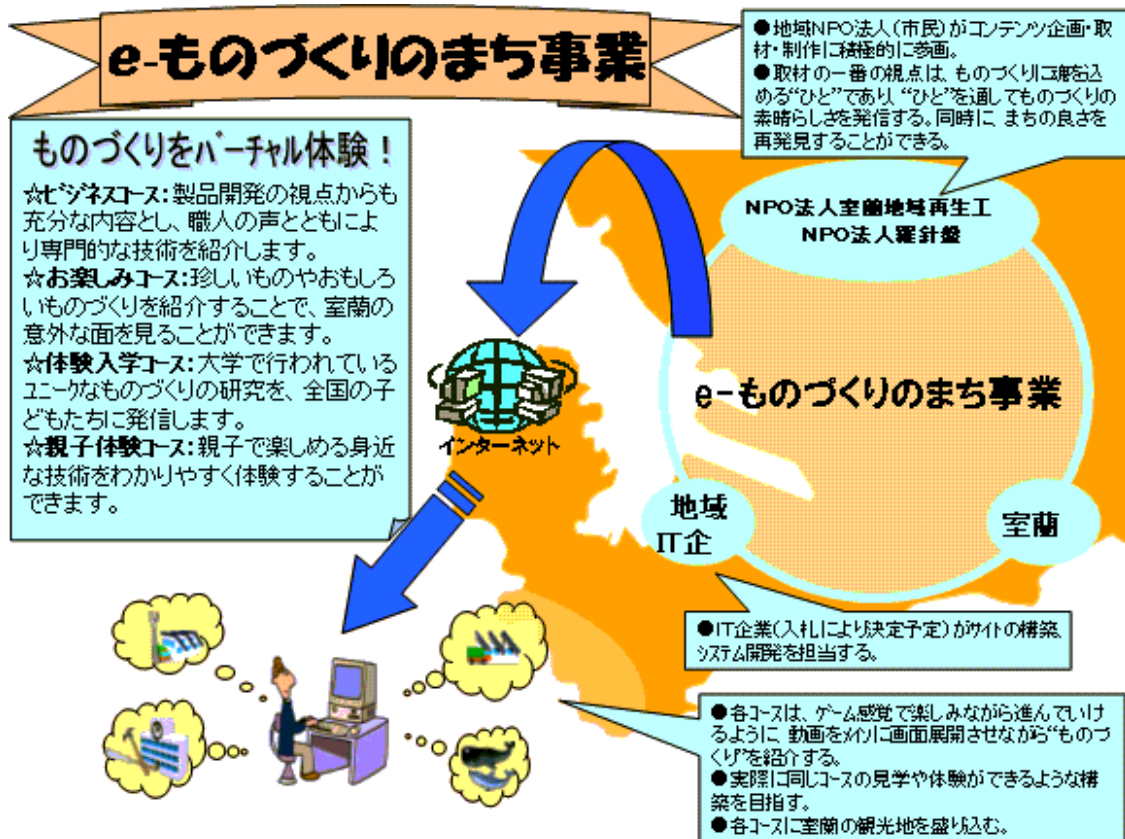 e-ものづくりのまち事業
●地域NPO法人(市民)がコンテンツ企画・取
材・制作に積極的に参画。
●取材の一番の視点は、ものづくりに魂を込
める“ひと”であり、“ひと”を通してものづくりの
素晴らしさを発信する。同時に、まちの良さを
再発見することができる。
ものづくりをバーチャル体験！
☆ビジネスコース：製品開発の視点からも
充分な内容とし、職人の声とともによ
り専門的な技術を紹介します。
☆お楽しみコース：珍しいものやおもしろ
いものづくりを紹介することで、室蘭の
意外な面を見ることができます。
☆体験入学コース：大学で行われている
ユニークなものづくりの研究を、全国の子
どもたちに発信します。
☆親子体験コース：親子で楽しめる身近
な技術をわかりやすく体験することが
できます。
NPO法人室蘭地域再生工
NPO法人羅針盤
e-ものづくりのまち事業
インターネット
地域
IT企
室蘭
●IT企業(入札により決定予定)がサイトの構築、
システム開発を担当する。
●各コースは、ゲーム感覚で楽しみながら進んでいけ
るように、動画をメインに画面展開させながら“ものづ
くり”を紹介する。
●実際に同じコースの見学や体験ができるような構
築を目指す。
●各コースに室蘭の観光地を盛り込む。